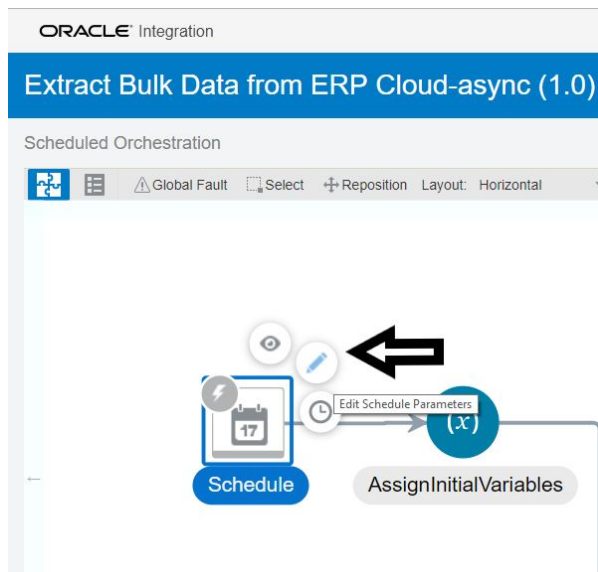 ORACLE Integration
Extract Bulk Data from ERP Cloud-async (1.0)
Scheduled Orchestration
Global Fault Select Reposition Layout: Horizontal
17
Edit Schedule Parameters
(x)
Schedule AssignInitialVariables